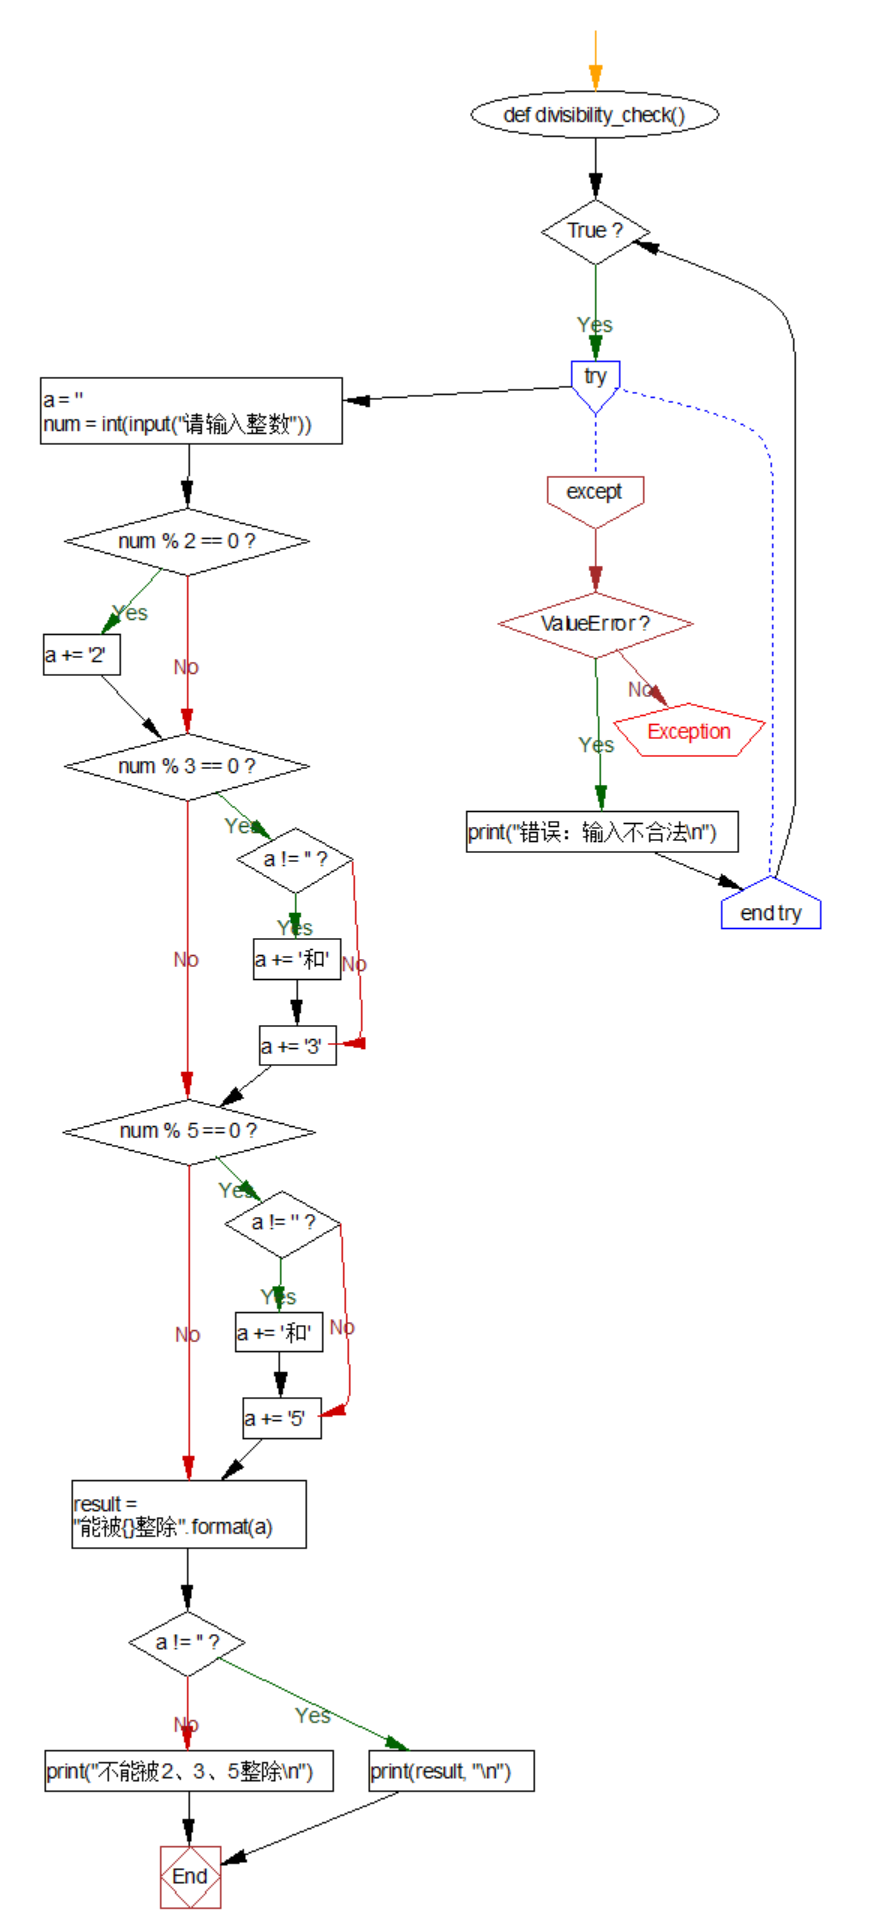 def divisibility_check()
True ?
Yes
try
a = ''
num = int(input("请输入整数"))
except
num % 2 == 0 ?
ValueError ?
Yes
a += '2'
No
No
Exception
Yes
num % 3 == 0 ?
Yes
print("错误：输入不合法\n")
a != '' ?
end try
Yes
a += '和'
No
No
a += '3'
num % 5 == 0 ?
Yes
a != '' ?
Yes
a += '和'
No
No
a += '5'
result =
"能被{}整除".format(a)
a != '' ?
Yes
No
print("不能被2、3、5整除\n")
print(result, "\n")
End